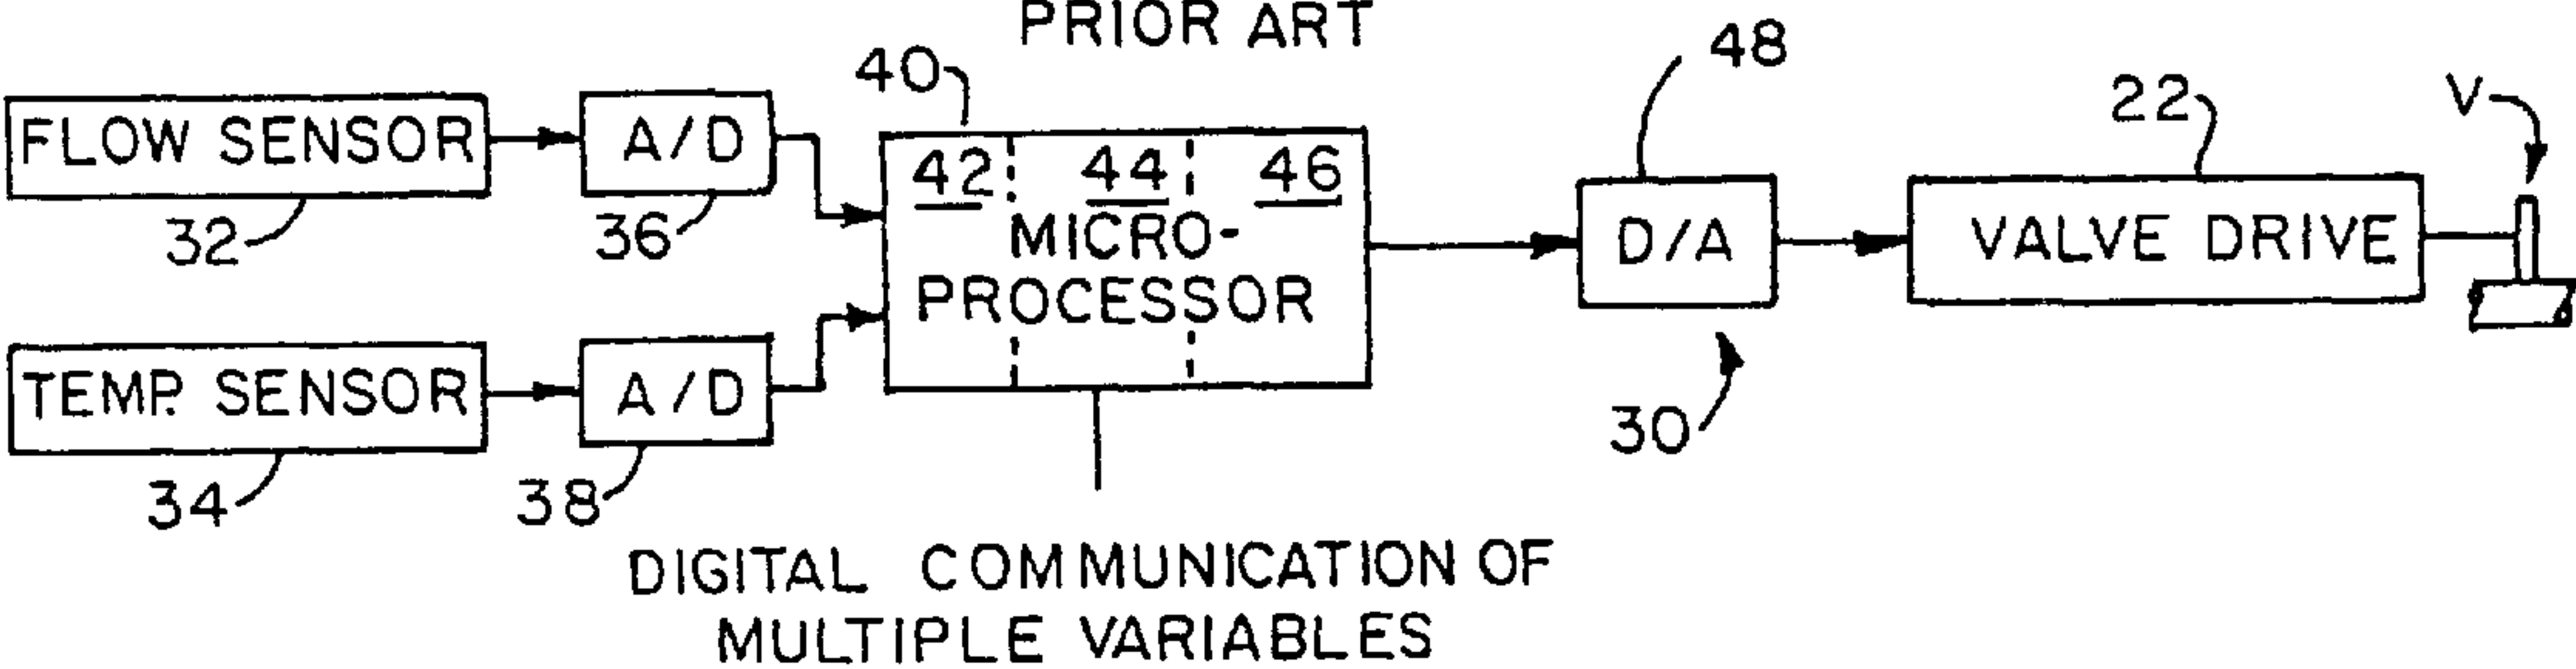 PRIOR ART
40
48
22
V
FLOW SENSOR
A/D
42
44
46
32
36
MICRO-
PROCESSOR
D/A
VALVE DRIVE
TEMP. SENSOR
A/D
30
34
38
DIGITAL COMMUNICATION OF
MULTIPLE VARIABLES